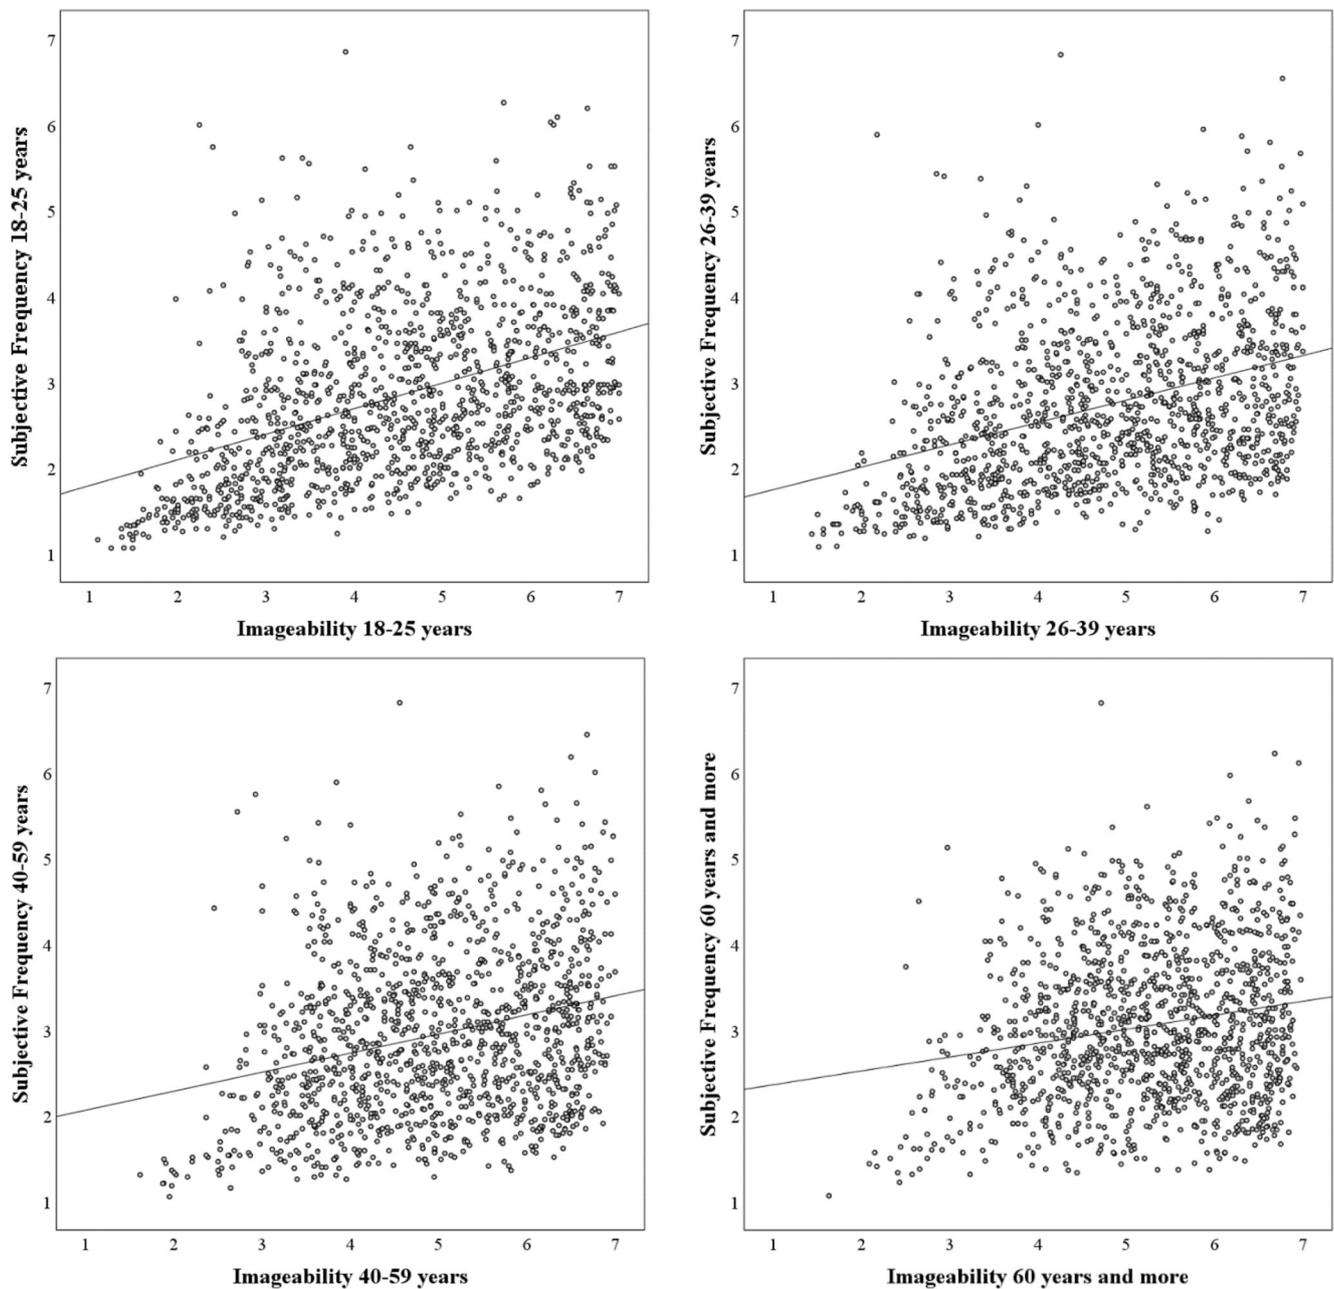 Subjective Frequency 18-25 years
7
6
5
4
3
2
1
1 2 3 4 5 6 7
Imageability 18-25 years
Subjective Frequency 26-39 years
7
6
5
4
3
2
1
1 2 3 4 5 6 7
Imageability 26-39 years
Subjective Frequency 40-59 years
7
6
5
4
3
2
1
1 2 3 4 5 6 7
Imageability 40-59 years
Subjective Frequency 60 years and more
7
6
5
4
3
2
1
1 2 3 4 5 6 7
Imageability 60 years and more